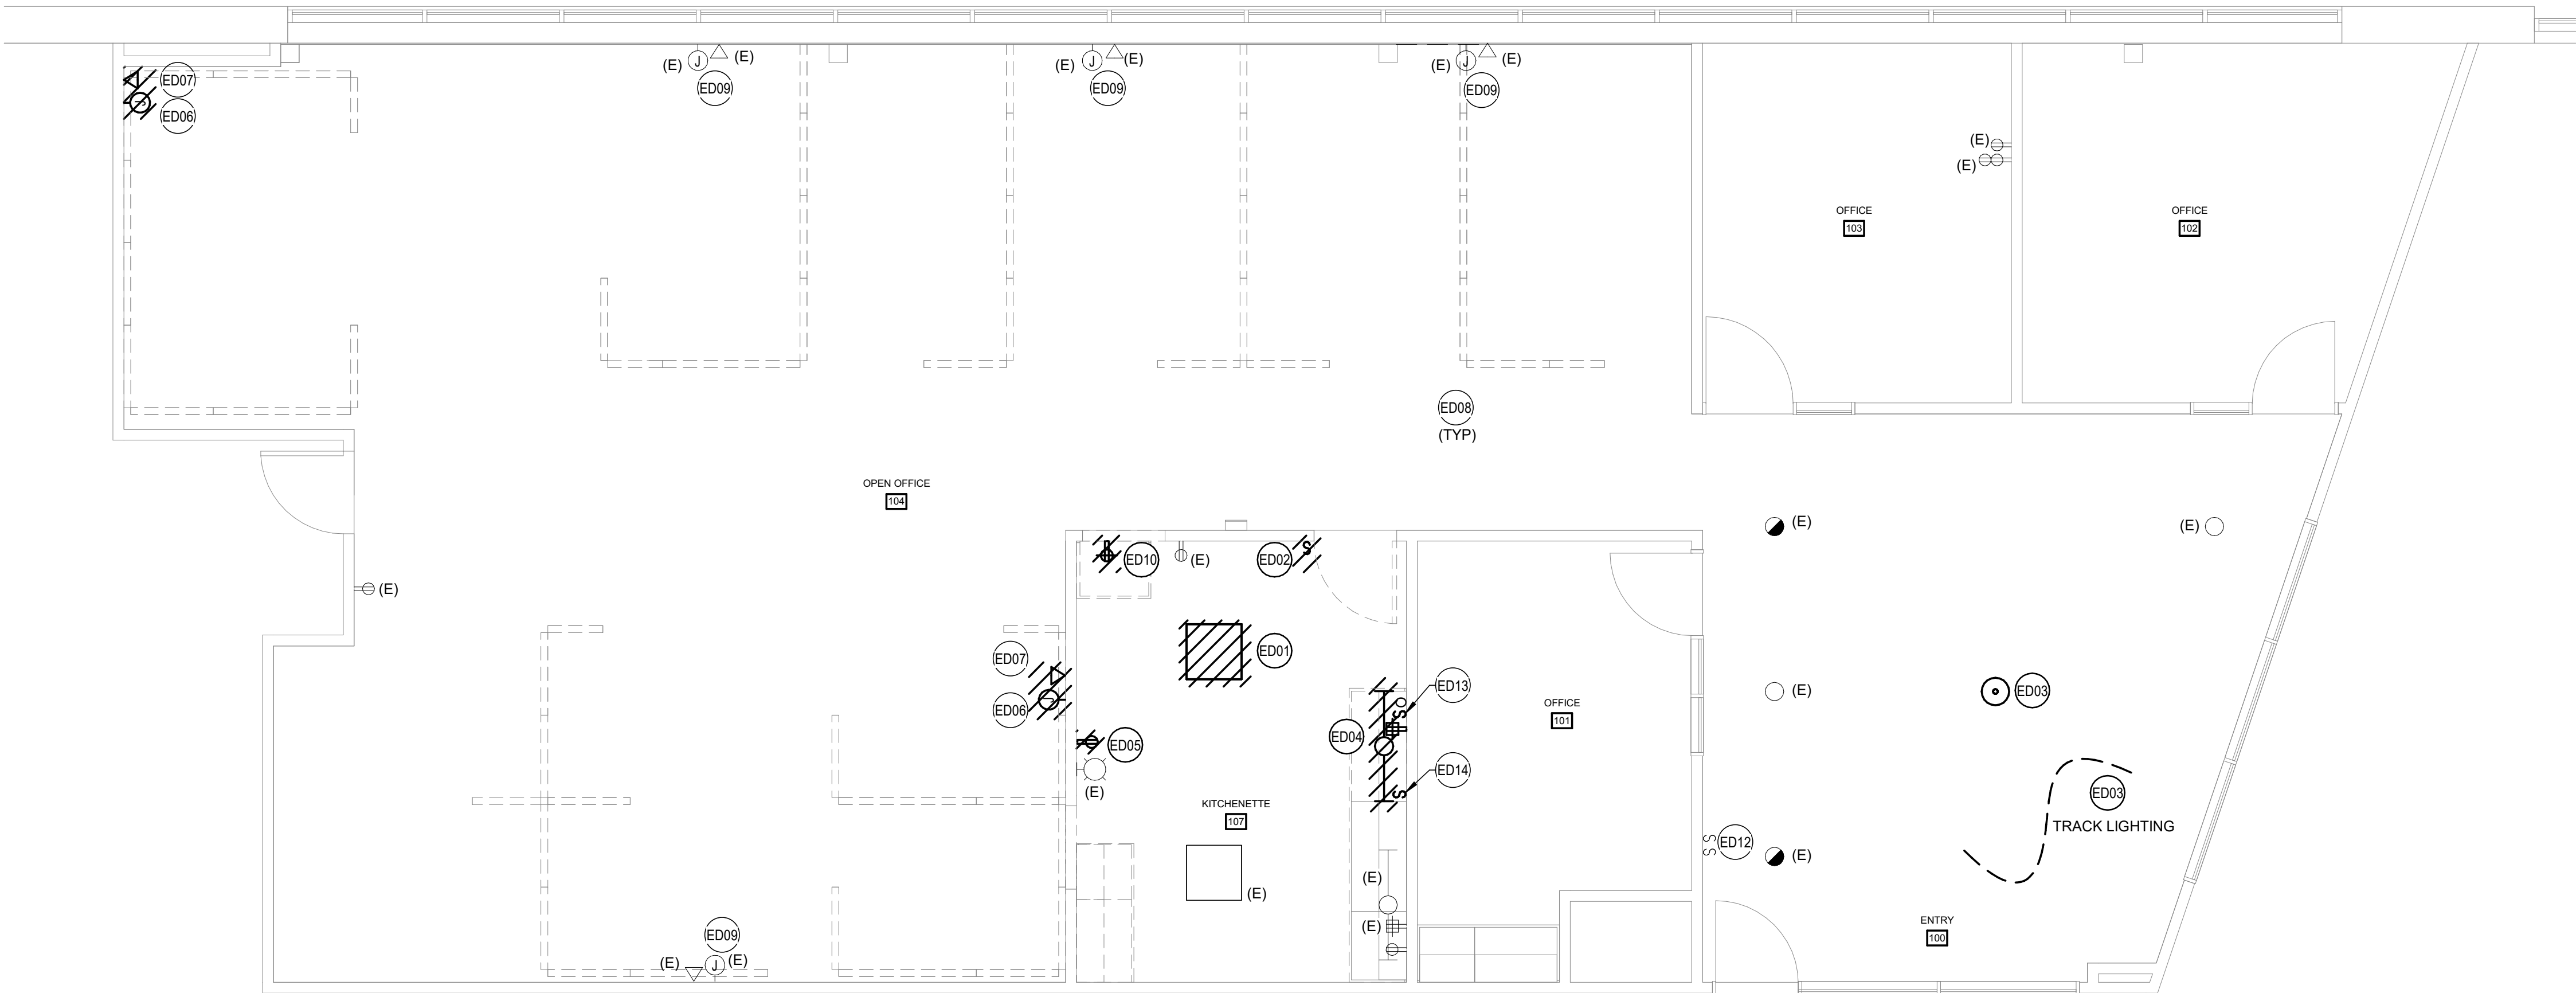 (E) J (E)
ED09
(E) J (E)
ED09
(E) J (E)
ED09
ED07
J
ED06
(E)
(E)
OFFICE
103
OFFICE
102
ED08
(TYP)
OPEN OFFICE
104
(E)
(E)
(E)
ED10
(E)
ED02
S
ED07
J
ED06
ED01
ED05
(E)
ED04
SO
S
ED13
ED14
OFFICE
101
(E)
ED03
ED03
TRACK LIGHTING
KITCHENETTE
107
S
S
ED12
(E)
(E)
(E)
(E)
ENTRY
100
ED09
(E) J (E)